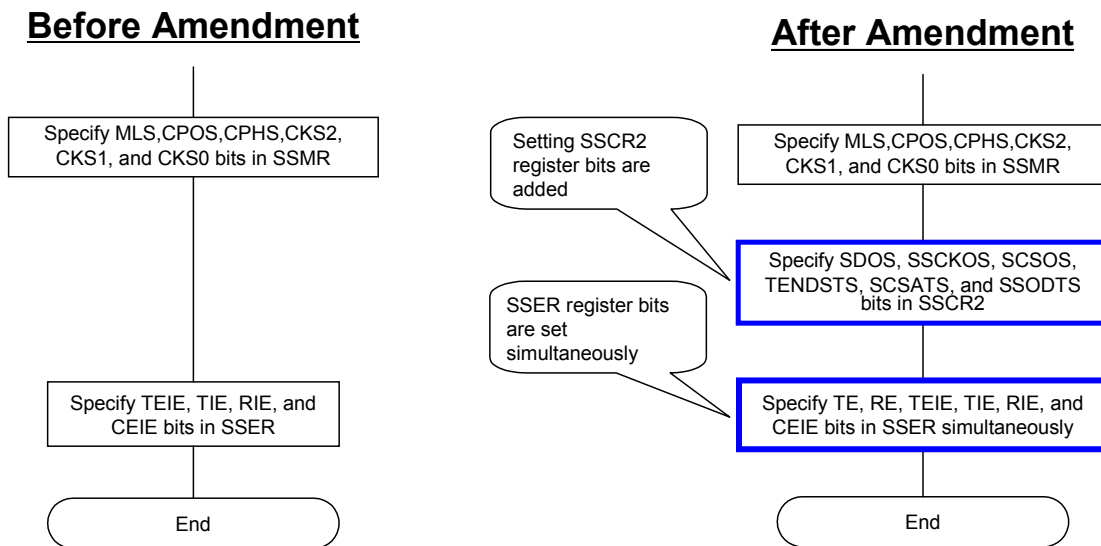 Before Amendment
Specify MLS,CPOS,CPHS,CKS2,
CKS1, and CKS0 bits in SSMR
Specify TEIE, TIE, RIE, and
CEIE bits in SSER
End
After Amendment
Setting SSCR2
register bits are
added
Specify MLS,CPOS,CPHS,CKS2,
CKS1, and CKS0 bits in SSMR
Specify SDOS, SSCKOS, SCSOS,
TENDSTS, SCSATS, and SSODTS
bits in SSCR2
SSER register bits
are set
simultaneously
Specify TE, RE, TEIE, TIE, RIE, and
CEIE bits in SSER simultaneously
End